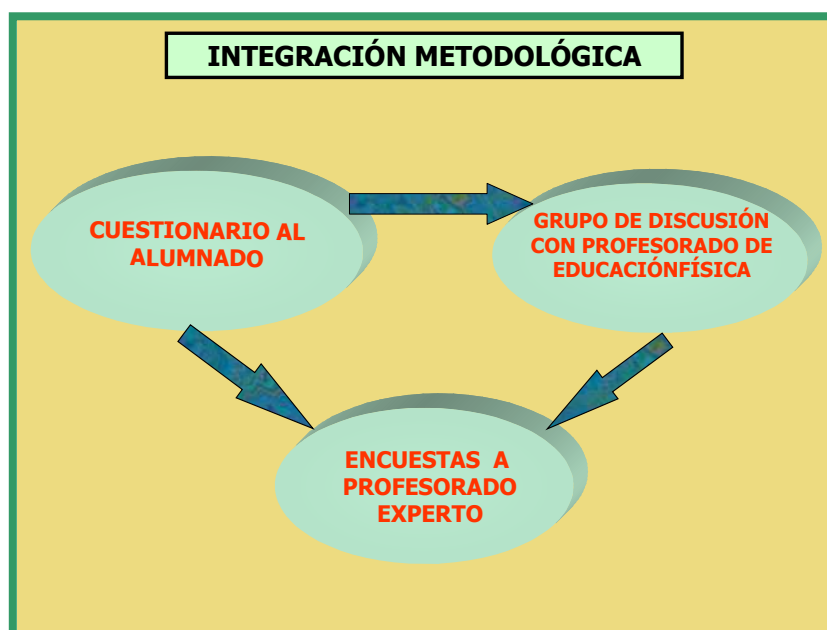 INTEGRACIÓN METODOLÓGICA
CUESTIONARIO AL
ALUMNADO
GRUPO DE DISCUSIÓN
CON PROFESORADO DE
EDUCACIÓNFÍSICA
ENCUESTAS A
PROFESORADO
EXPERTO